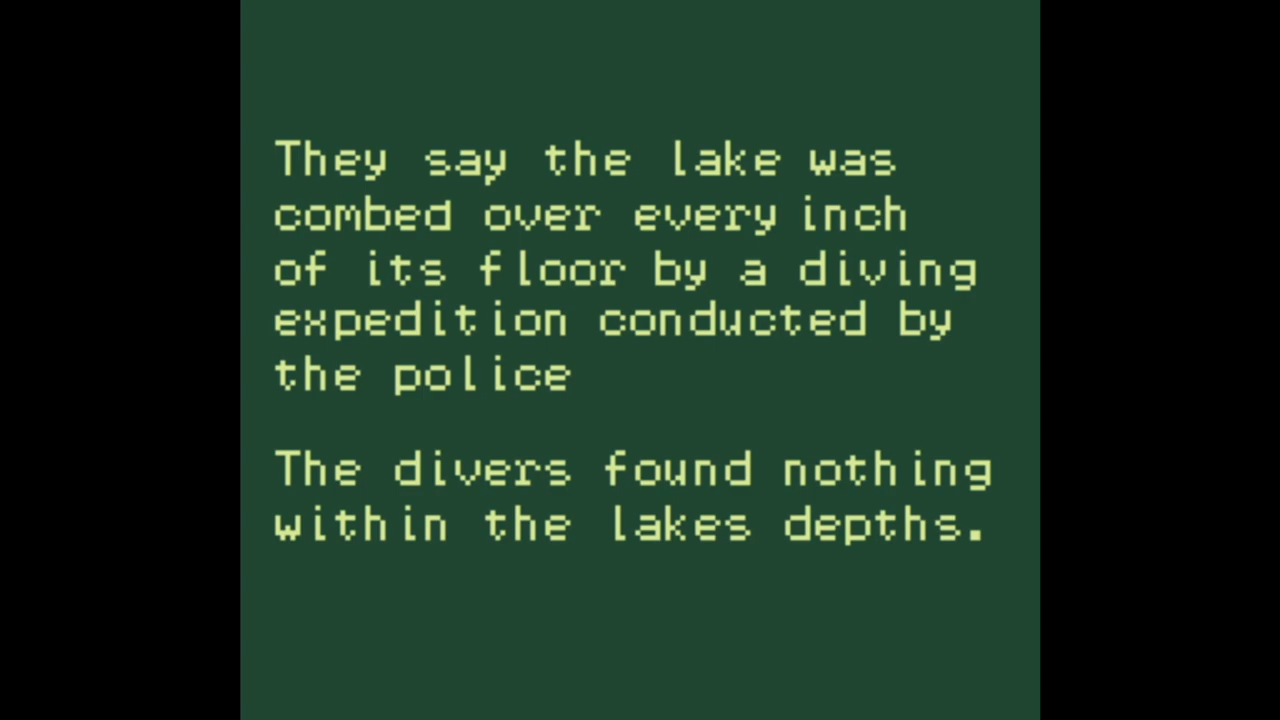 They say the lake was
combed over every inch
of its floor by a diving
expedition conducted by
the police
The divers found nothing
within the lakes depths.